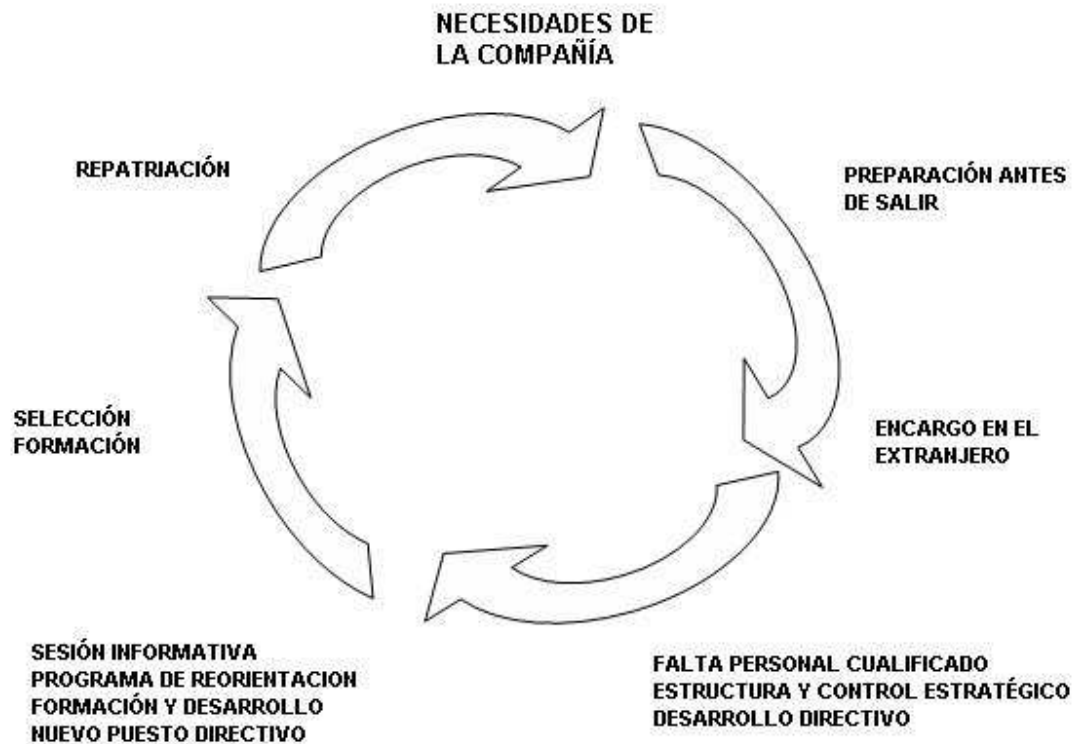 NECESIDADES DE
LA COMPAÑÍA
REPATRIACIÓN
PREPARACIÓN ANTES
DE SALIR
SELECCIÓN
FORMACIÓN
ENCARGO EN EL
EXTRANJERO
SESIÓN INFORMATIVA
PROGRAMA DE REORIENTACION
FORMACIÓN Y DESARROLLO
NUEVO PUESTO DIRECTIVO
FALTA PERSONAL CUALIFICADO
ESTRUCTURA Y CONTROL ESTRATÉGICO
DESARROLLO DIRECTIVO